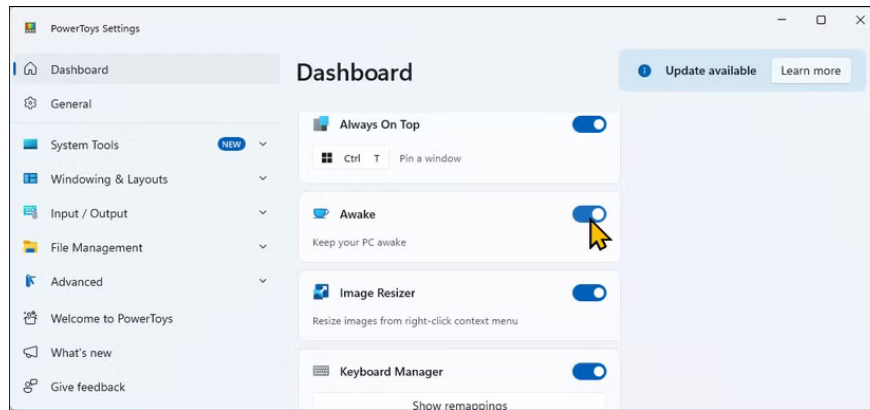 PowerToys Settings
Dashboard
General
System Tools NEW
Windowing & Layouts
Input / Output
File Management
Advanced
Welcome to PowerToys
What's new
Give feedback
Dashboard
Update available Learn more
Always On Top
Ctrl T Pin a window
Awake
Keep your PC awake
Image Resizer
Resize images from right-click context menu
Keyboard Manager
Show remappings